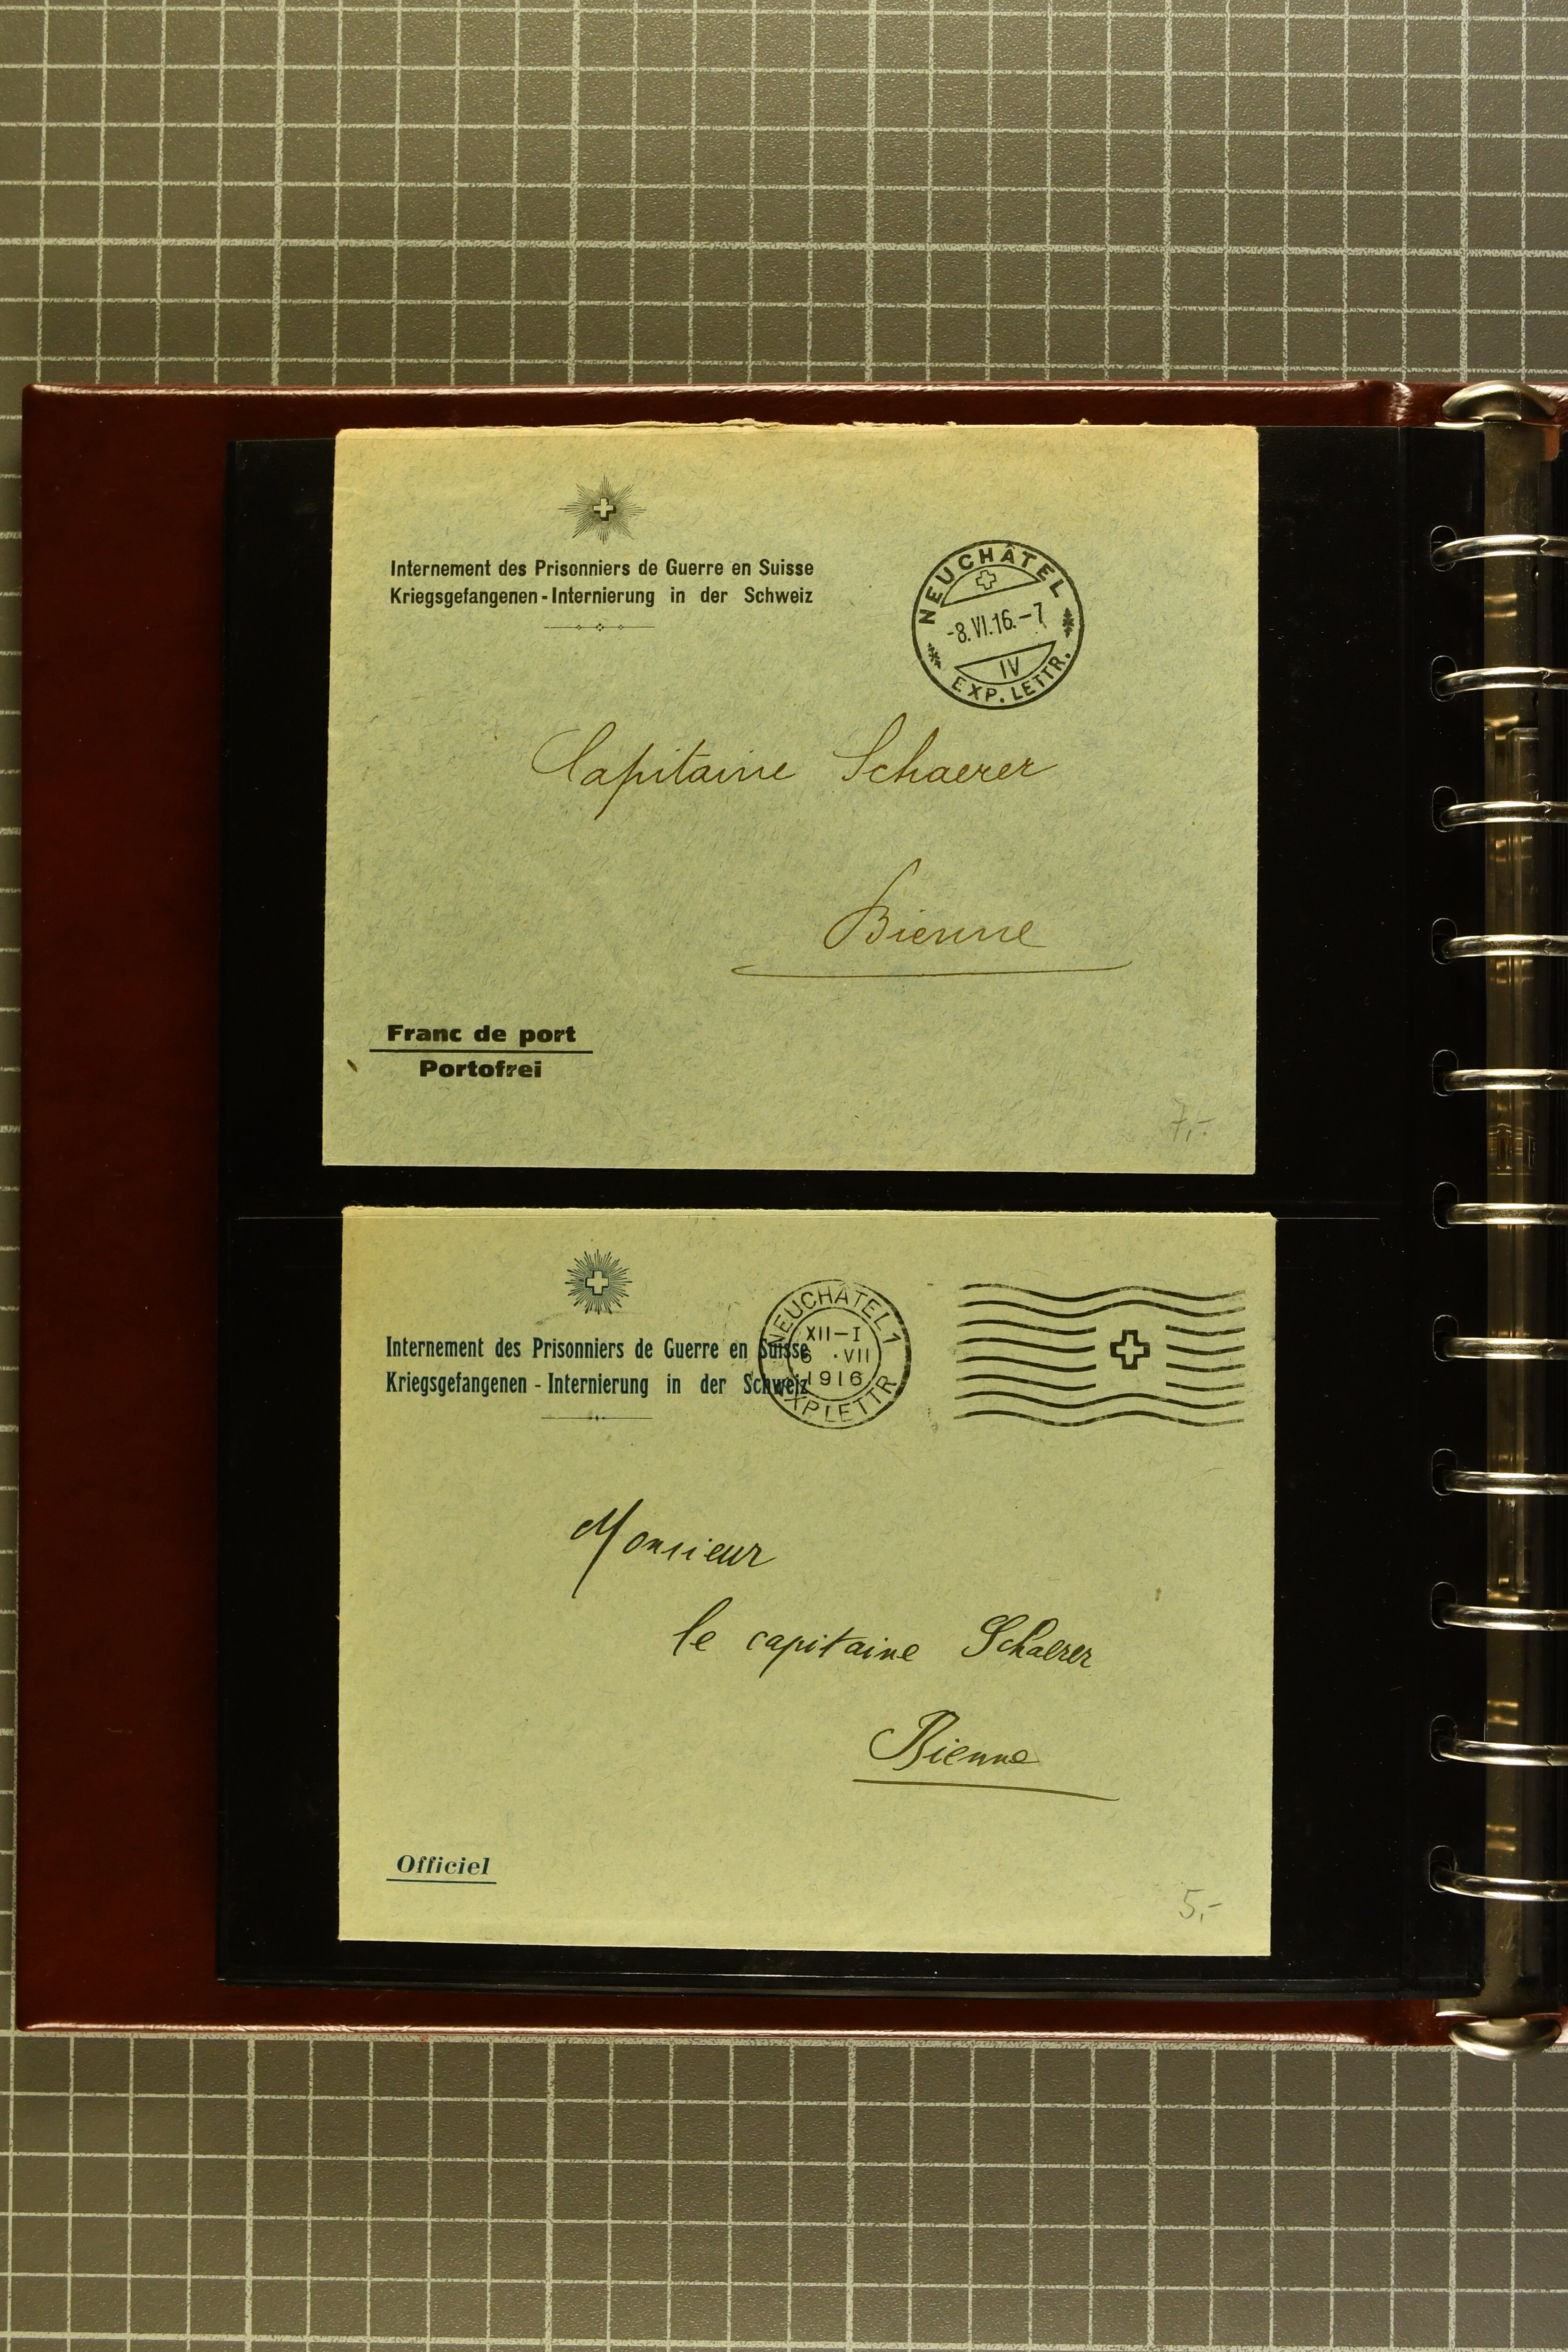 Internement des Prisonniers de Guerre en Suisse
Kriegsgefangenen-Internierung in der Schweiz
NEUCHÂTEL
-8.VI.16.-7
IV
EXP. LETTR.
Capitaine Schaerer
Bienne
Franc de port
Portofrei
7,-
Internement des Prisonniers de Guerre en Suisse
Kriegsgefangenen - Internierung in der Schweiz
NEUCHÂTEL 1
XII-I
6 ·VII
1916
EXP LETTR
Monsieur
le capitaine Schaerer
Bienne
Officiel
5,-